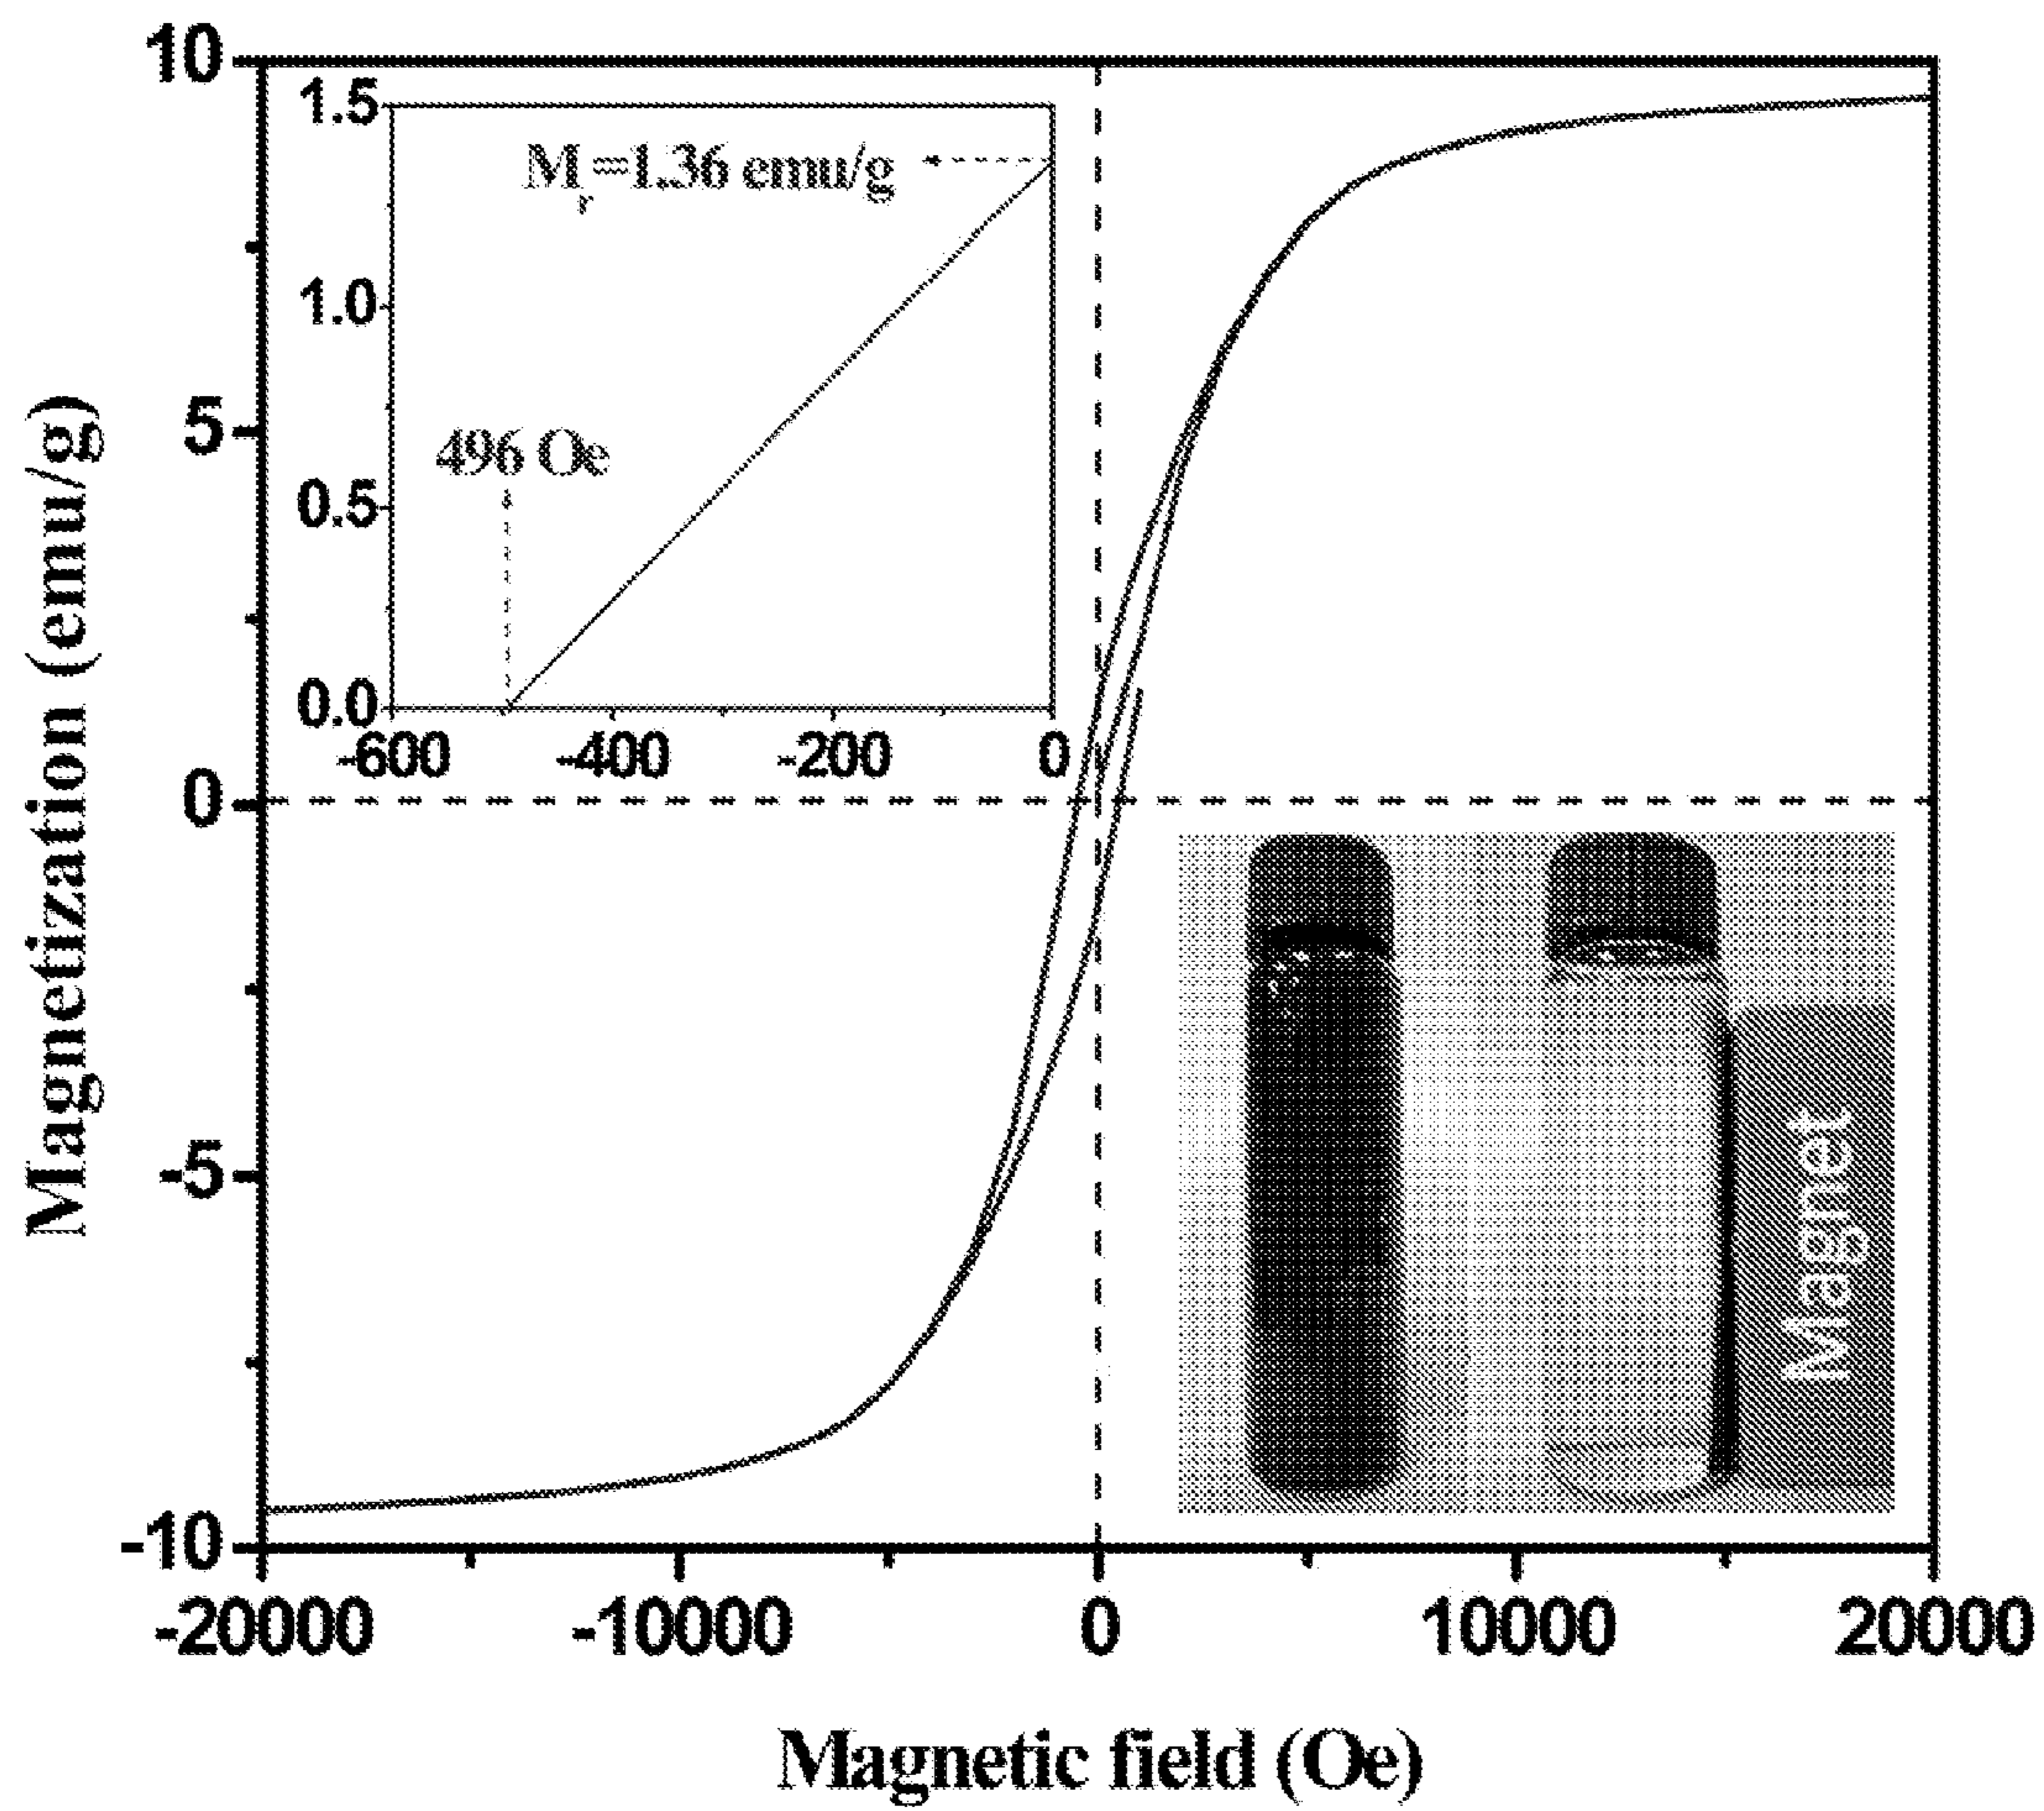 Magnetization (emu/g)
10
5
0
-5
-10
1.5
1.0
0.5
0.0
Mr=1.36 emu/g
496 Oe
-600 -400 -200 0
Magnet
-20000 -10000 0 10000 20000
Magnetic field (Oe)